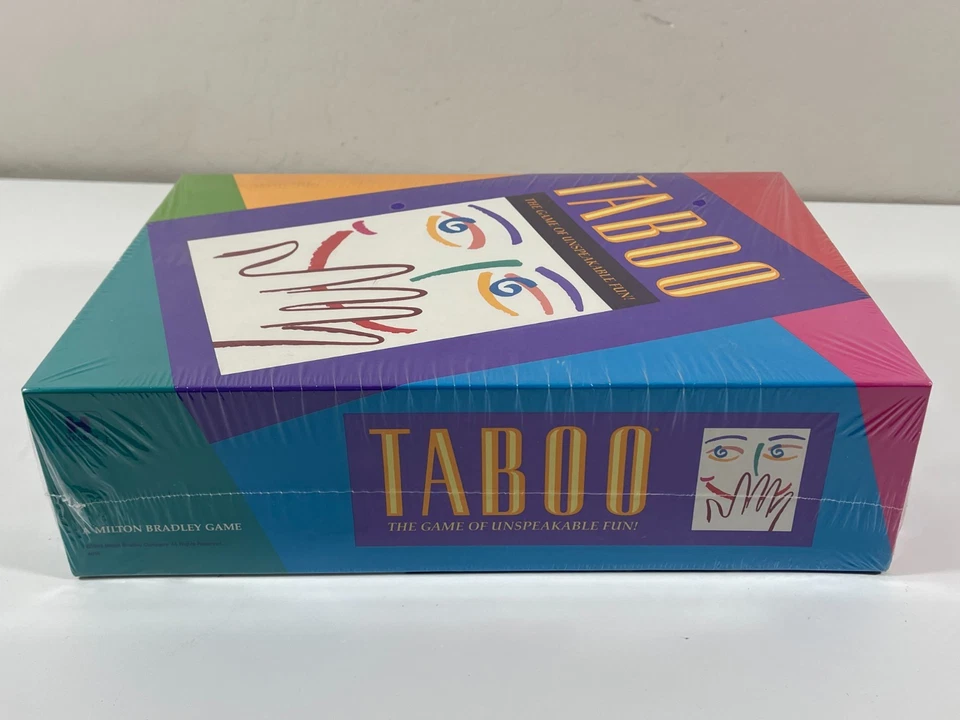 TABOO
THE GAME OF UNSPEAKABLE FUN!
TABOO
THE GAME OF UNSPEAKABLE FUN!
A MILTON BRADLEY GAME